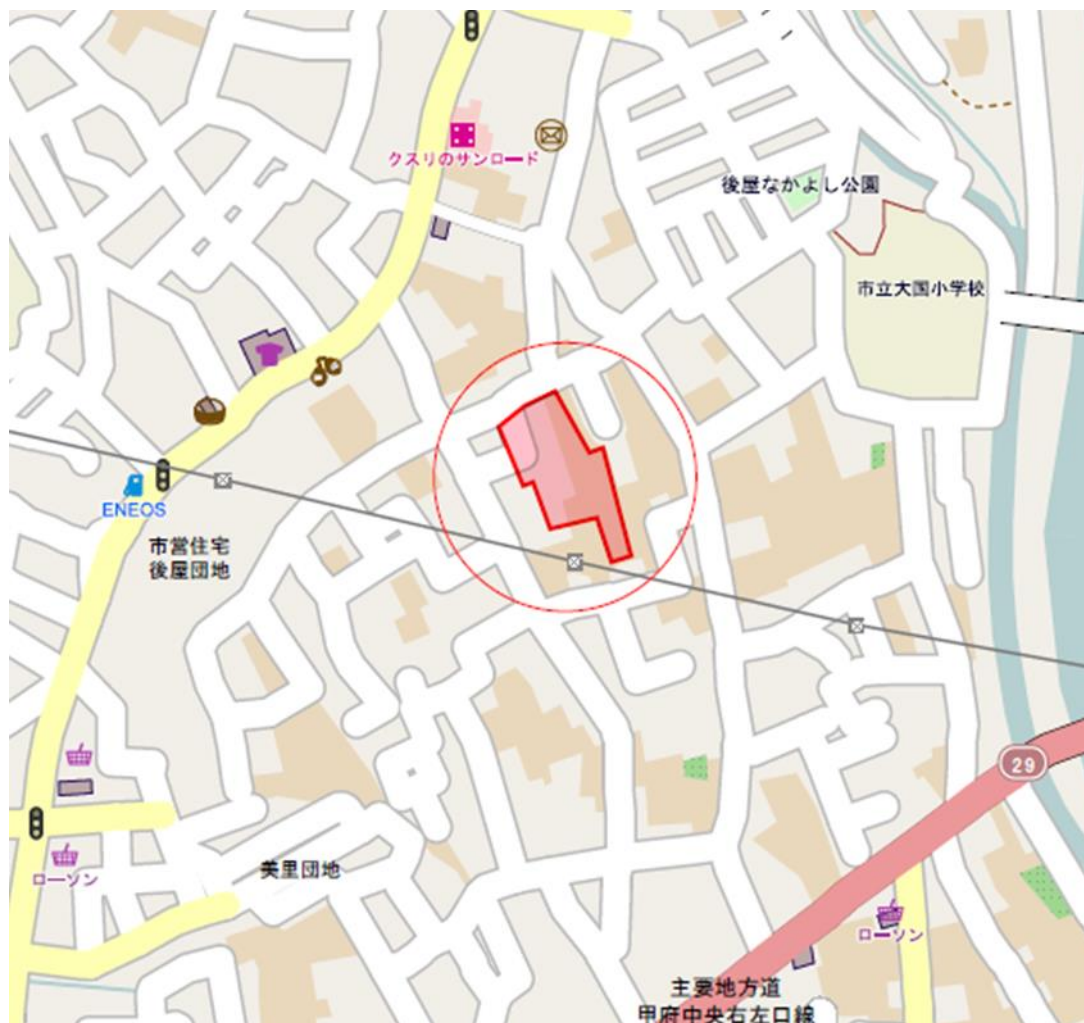 クスリのサンロード
後屋なかよし公園
市立大国小学校
ENEOS
市営住宅
後屋団地
29
ローソン
美里団地
ローソン
主要地方道
甲府中央右左口線